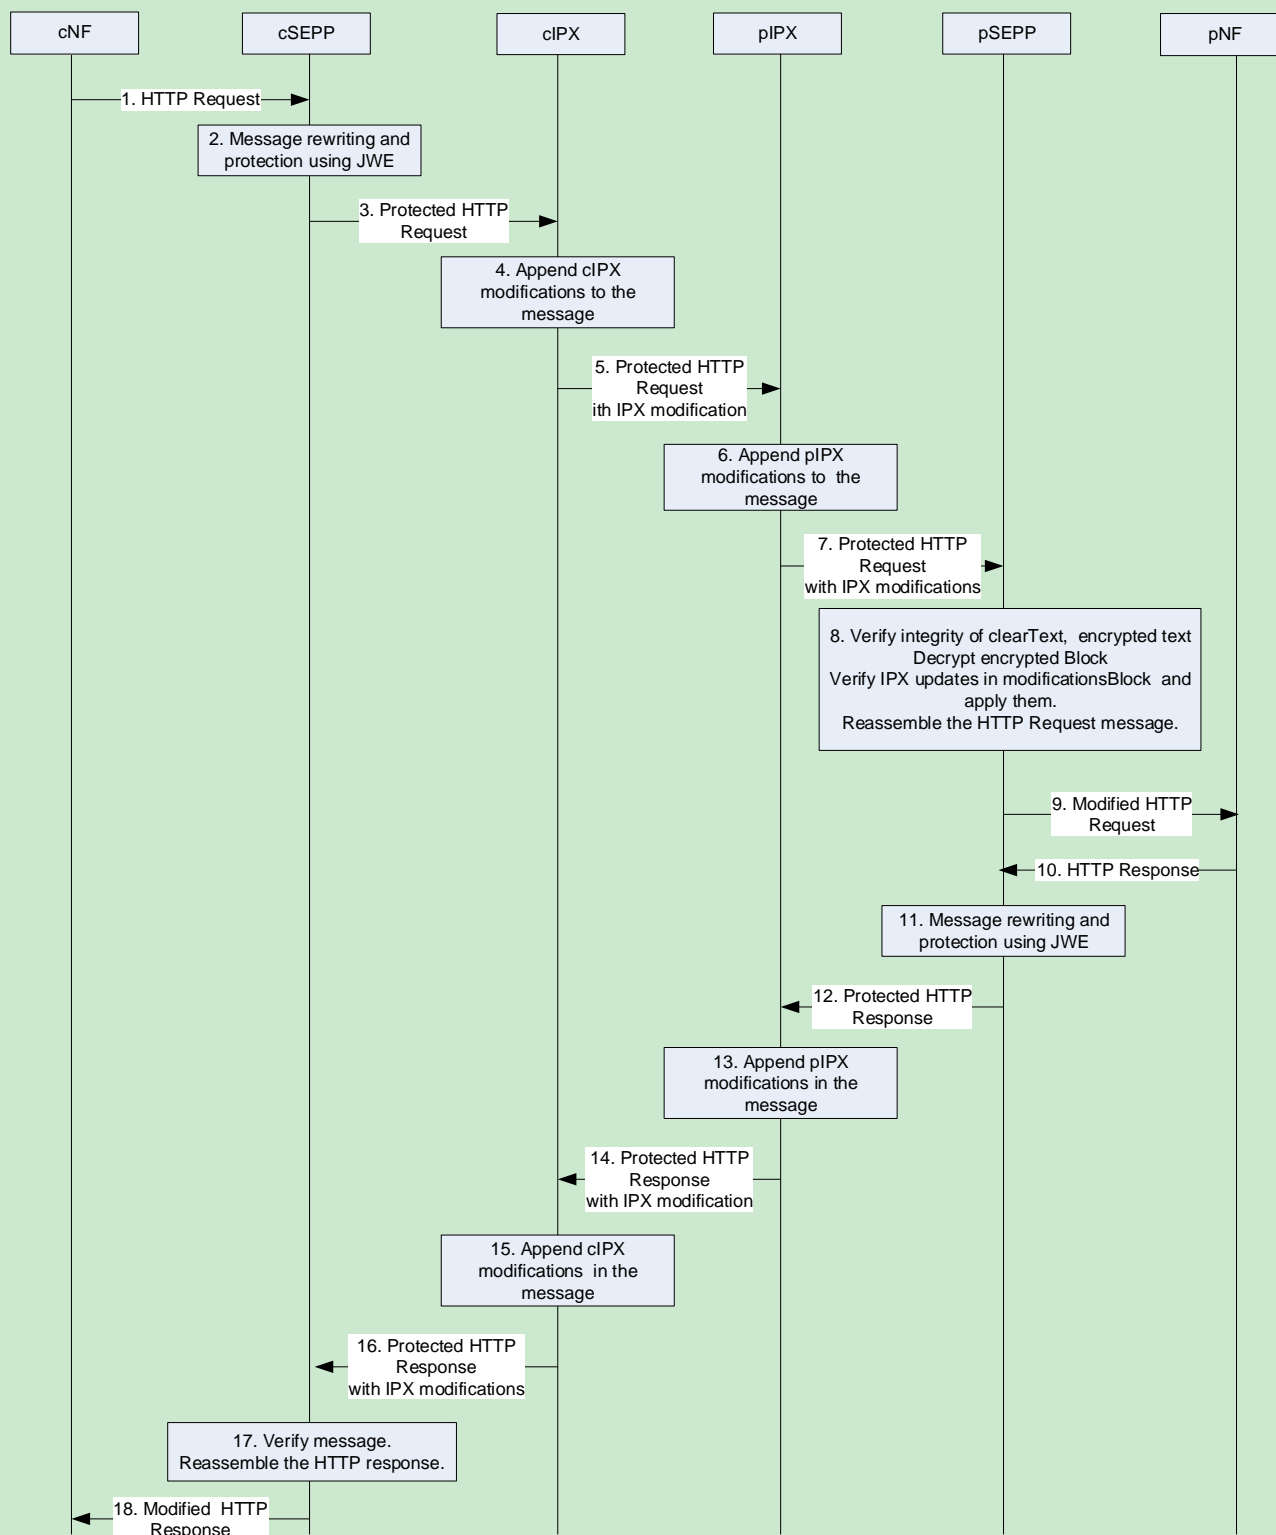 cNF
cSEPP
cIPX
pIPX
pSEPP
pNF
1. HTTP Request
2. Message rewriting and
protection using JWE
3. Protected HTTP
Request
4. Append cIPX
modifications to the
message
5. Protected HTTP
Request
ith IPX modification
6. Append pIPX
modifications to the
message
7. Protected HTTP
Request
with IPX modifications
8. Verify integrity of clearText, encrypted text
Decrypt encrypted Block
Verify IPX updates in modificationsBlock and
apply them.
Reassemble the HTTP Request message.
9. Modified HTTP
Request
10. HTTP Response
11. Message rewriting and
protection using JWE
12. Protected HTTP
Response
13. Append pIPX
modifications in the
message
14. Protected HTTP
Response
with IPX modification
15. Append cIPX
modifications in the
message
16. Protected HTTP
Response
with IPX modifications
17. Verify message.
Reassemble the HTTP response.
18. Modified HTTP
Response